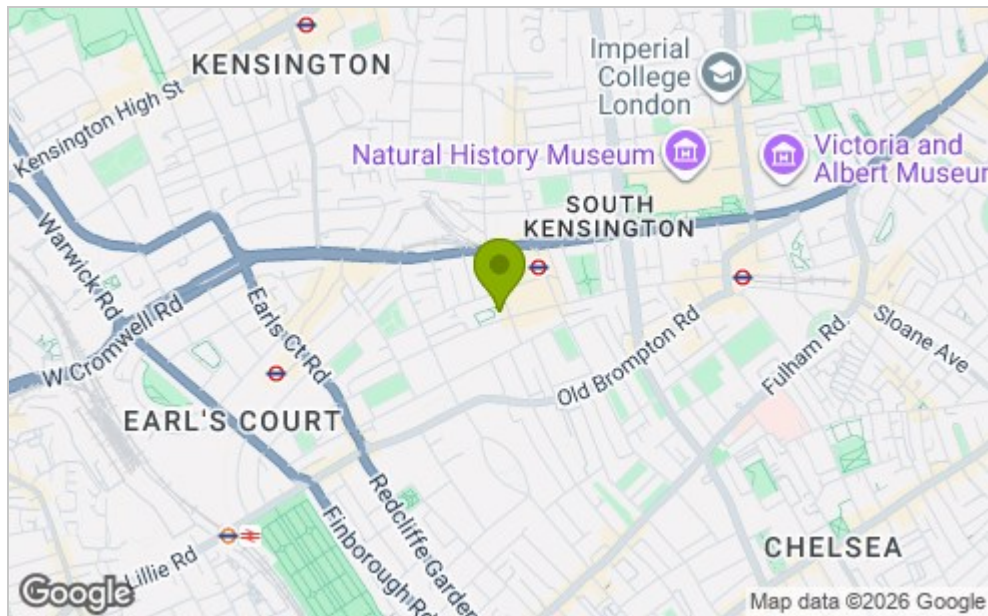 KENSINGTON
Imperial
College
London
Kensington High St
Natural History Museum
Victoria and
Albert Museum
SOUTH
KENSINGTON
Warwick Rd
W Cromwell Rd
Earls Ct Rd
Old Brompton Rd
Fulham Rd.
Sloane Ave
EARL'S COURT
Redcliffe Garden
Finborough Rd
Lillie Rd
CHELSEA
Google
Map data ©2026 Google